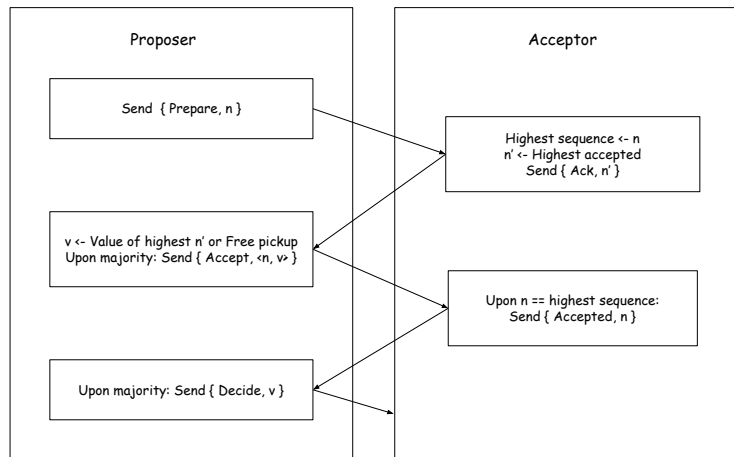 Proposer
Acceptor
Send { Prepare, n }
Highest sequence <- n
n' <- Highest accepted
Send { Ack, n' }
v <- Value of highest n' or Free pickup
Upon majority: Send { Accept, <n, v> }
Upon n == highest sequence:
Send { Accepted, n }
Upon majority: Send { Decide, v }